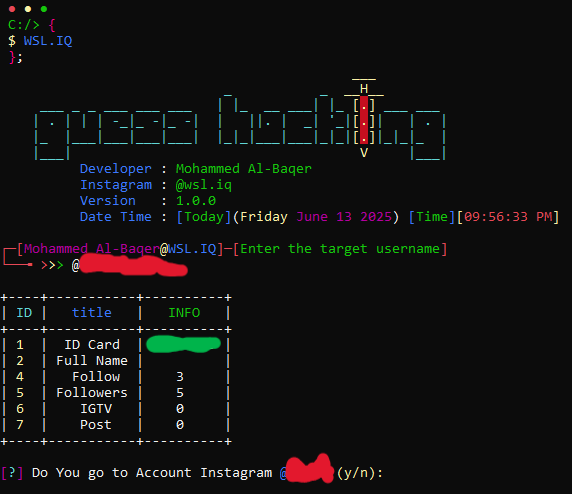 C:/> {
$ WSL.IQ
};
Developer : Mohammed Al-Baqer
Instagram : @wsl.iq
Version : 1.0.0
Date Time : [Today](Friday June 13 2025) [Time][09:56:33 PM]
[Mohammed Al-Baqer@WSL.IQ]-[Enter the target username]
>>> @
ID | title | INFO
1 | ID Card |
2 | Full Name |
4 | Follow | 3
5 | Followers | 5
6 | IGTV | 0
7 | Post | 0
[?] Do You go to Account Instagram @ (y/n):